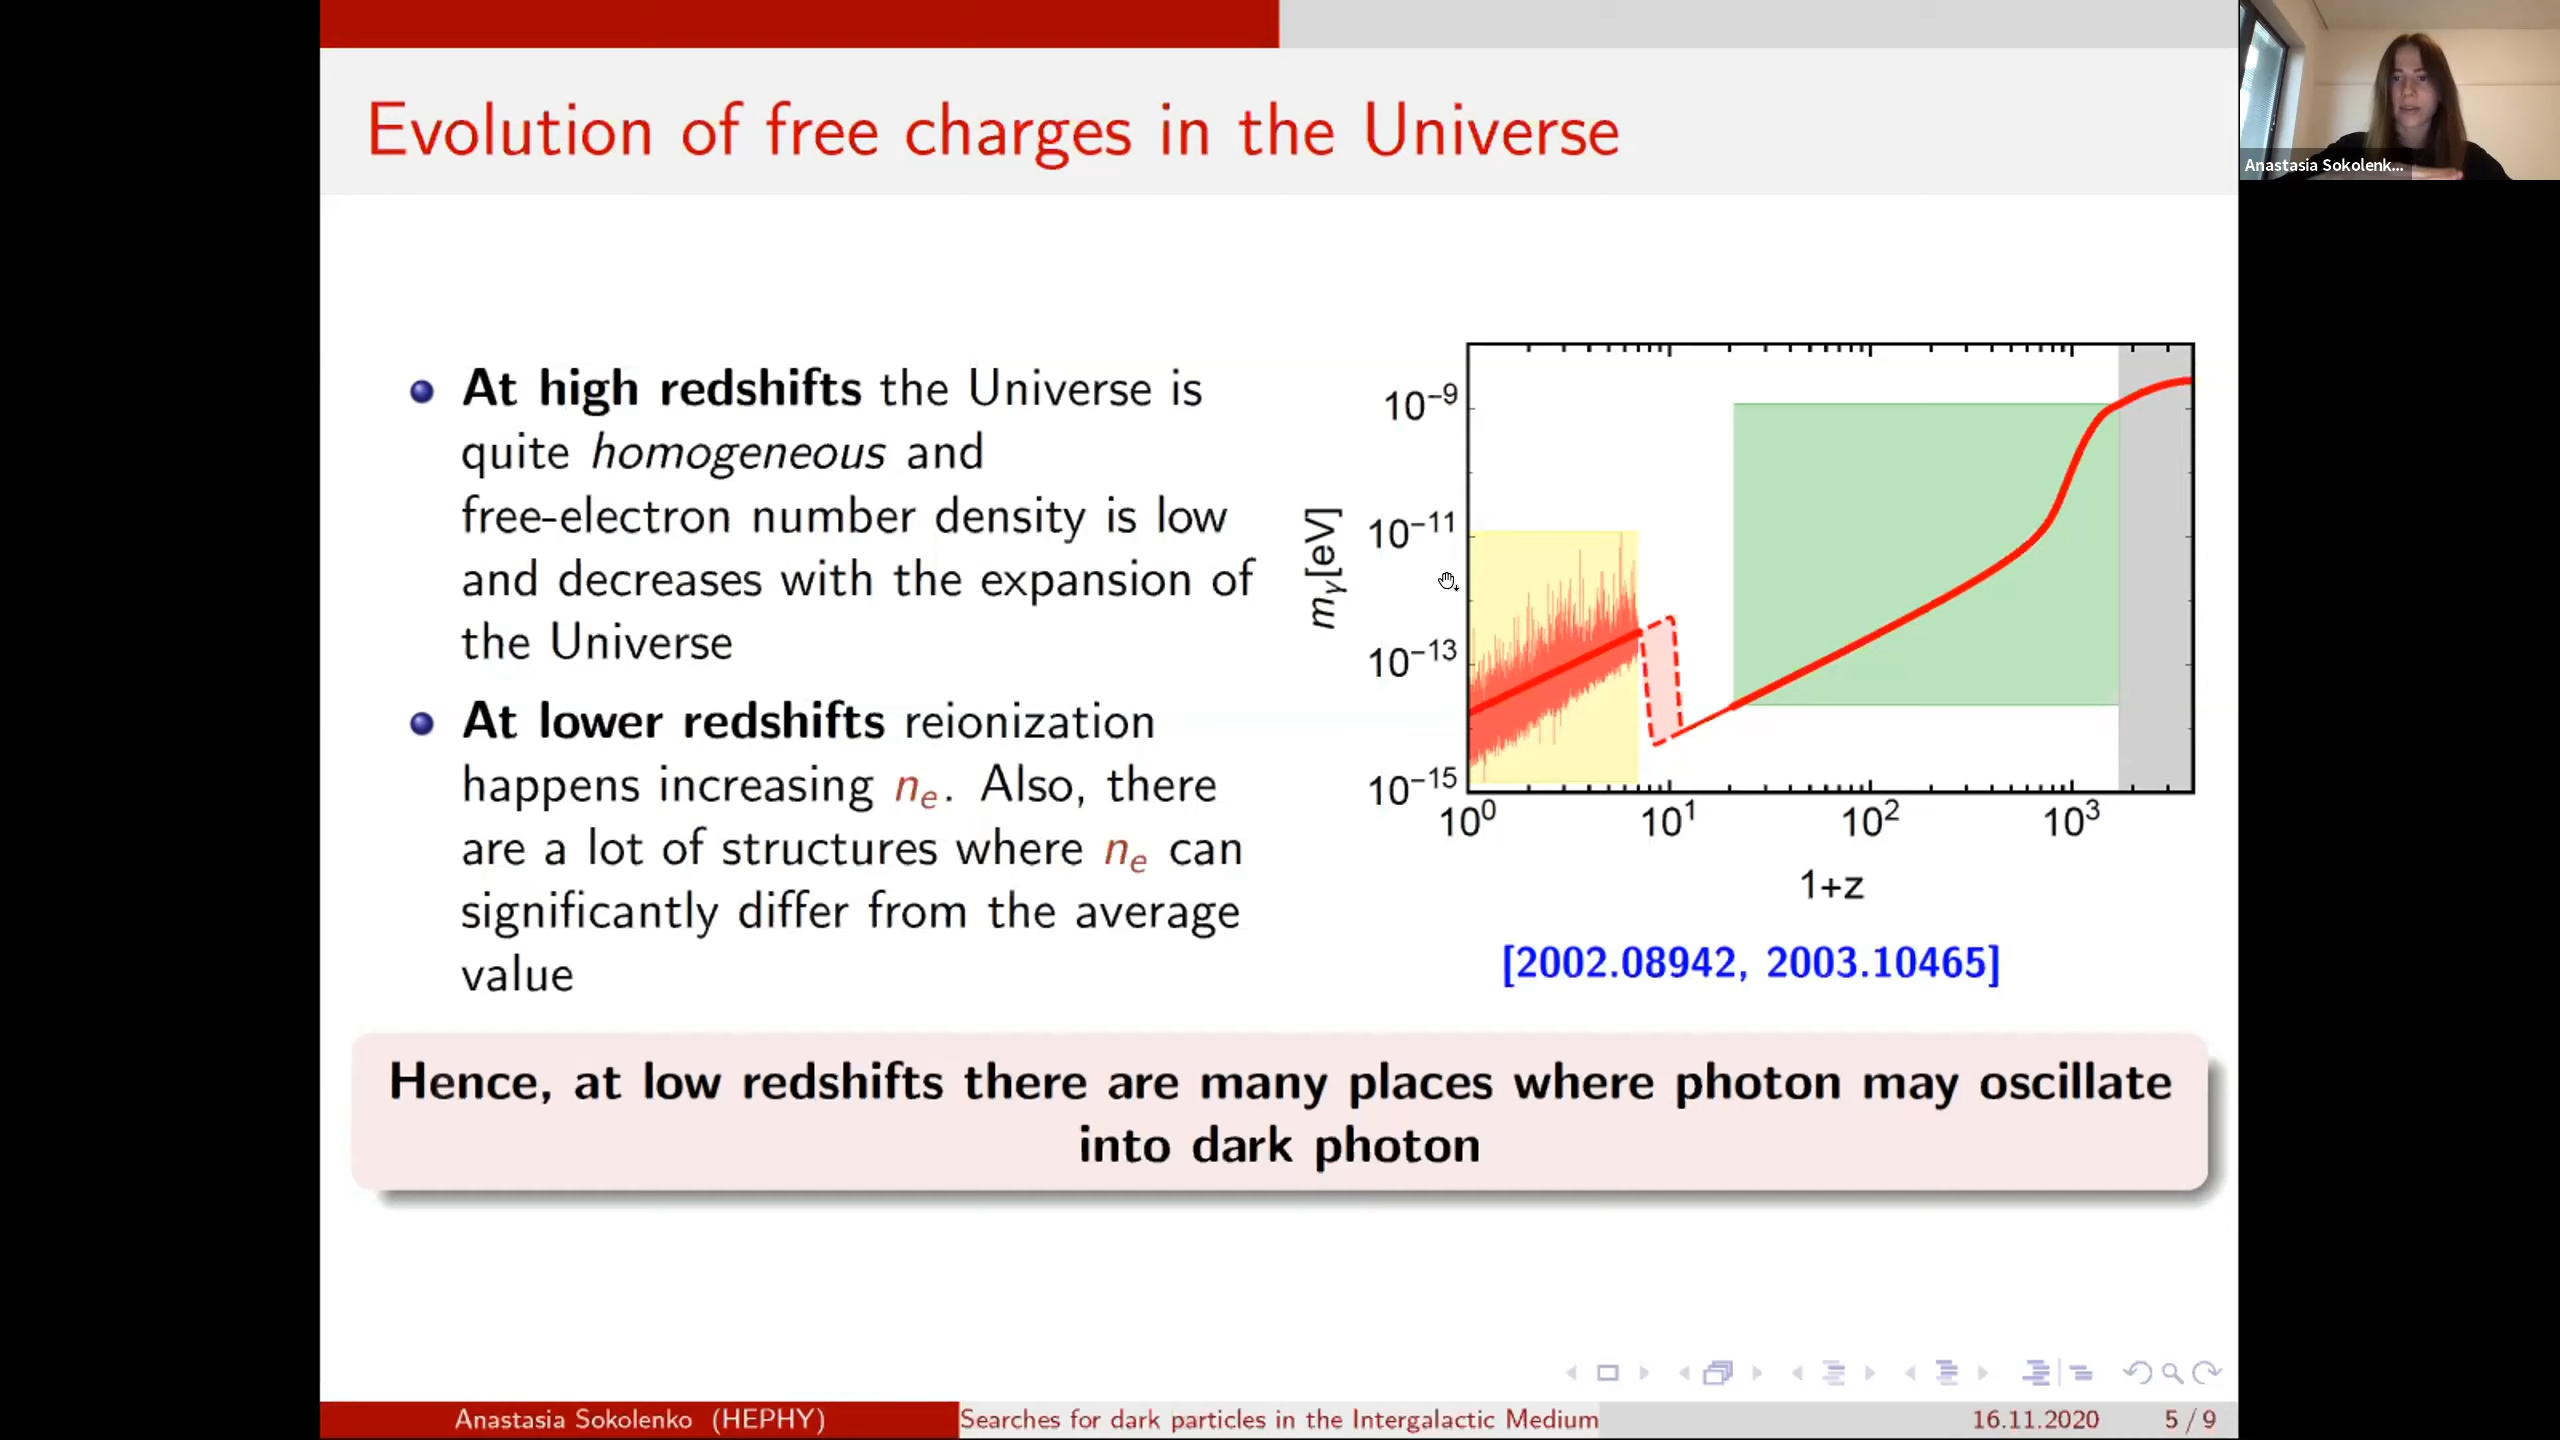 Evolution of free charges in the Universe
Anastasia Sokolenk...
At high redshifts the Universe is
quite homogeneous and
free-electron number density is low
and decreases with the expansion of
the Universe
At lower redshifts reionization
happens increasing nₑ. Also, there
are a lot of structures where nₑ can
significantly differ from the average
value
mᵧ[eV]
10⁻⁹
10⁻¹¹
10⁻¹³
10⁻¹⁵
10⁰ 10¹ 10² 10³
1+z
[2002.08942, 2003.10465]
Hence, at low redshifts there are many places where photon may oscillate
into dark photon
Anastasia Sokolenko (HEPHY) Searches for dark particles in the Intergalactic Medium 16.11.2020 5 / 9